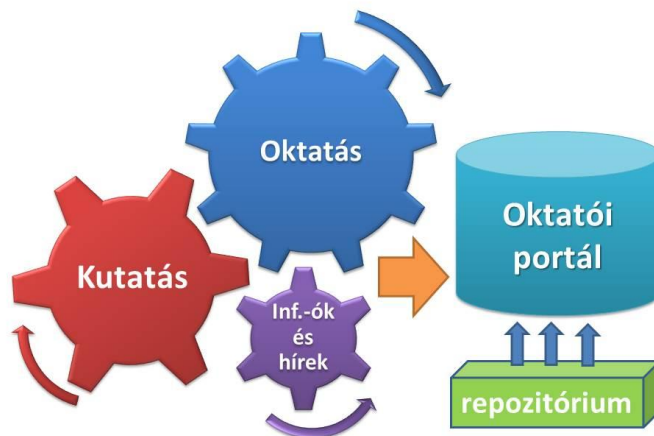 Oktatás
Kutatás
Inf.-ók
és
hírek
Oktatói
portál
repozitórium